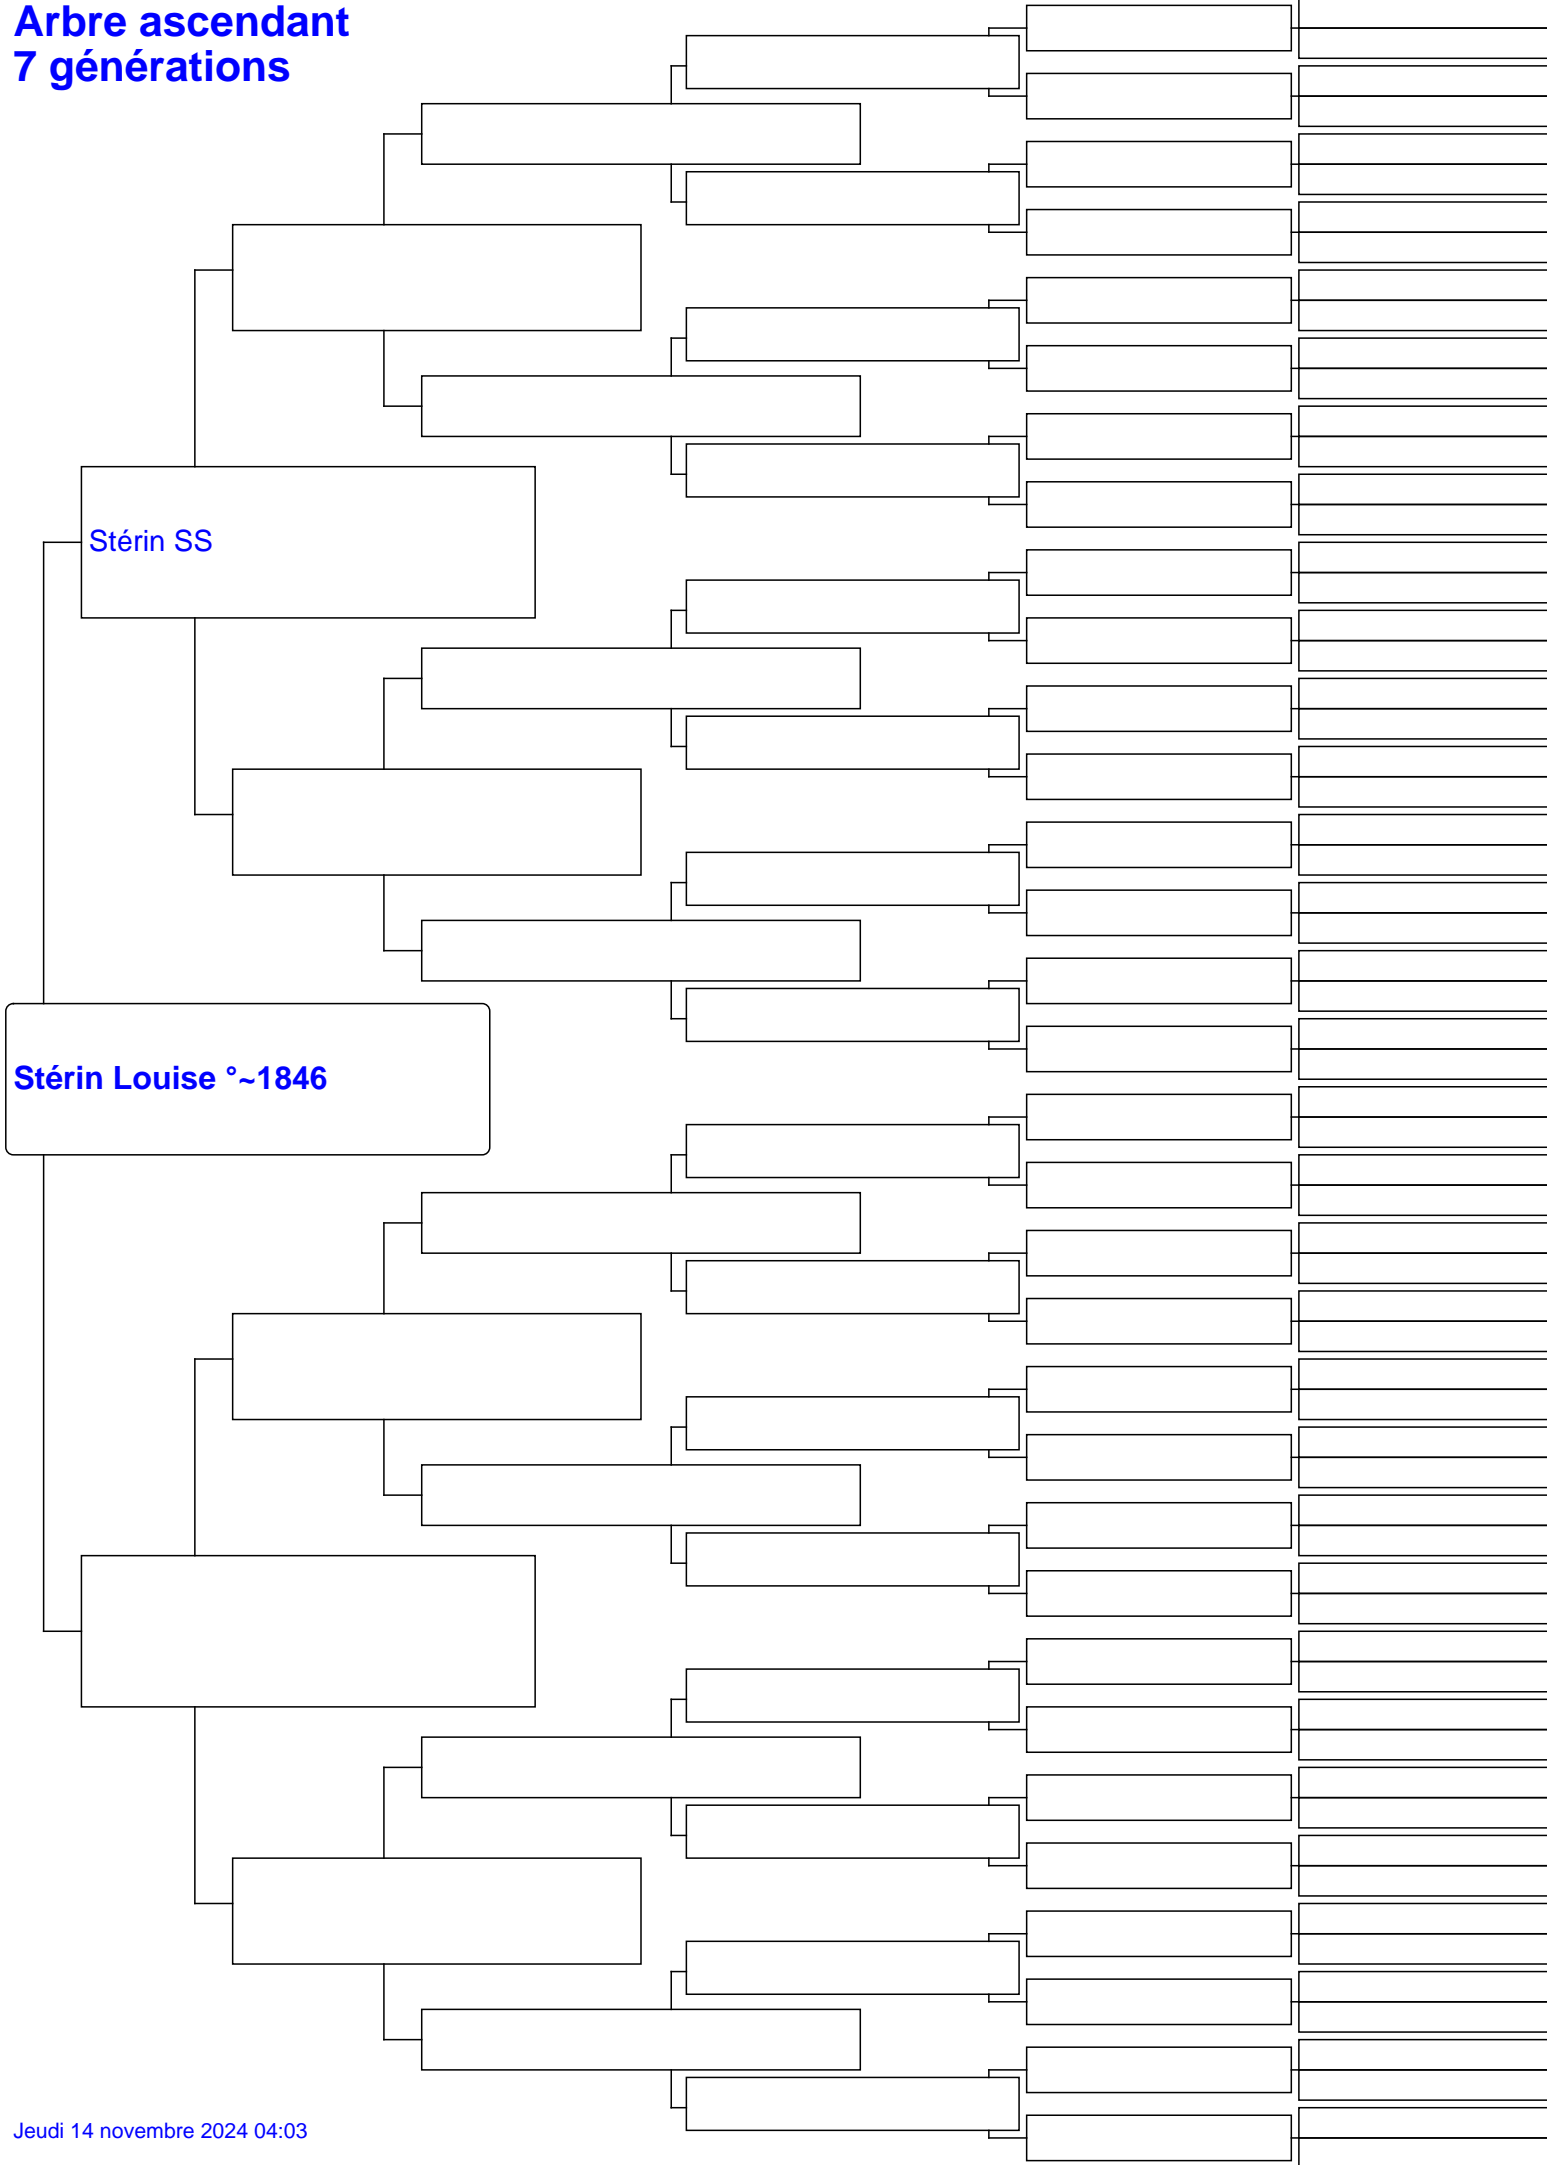 Arbre ascendant
7 générations
Stérin SS
Stérin Louise °~1846
Jeudi 14 novembre 2024 04:03